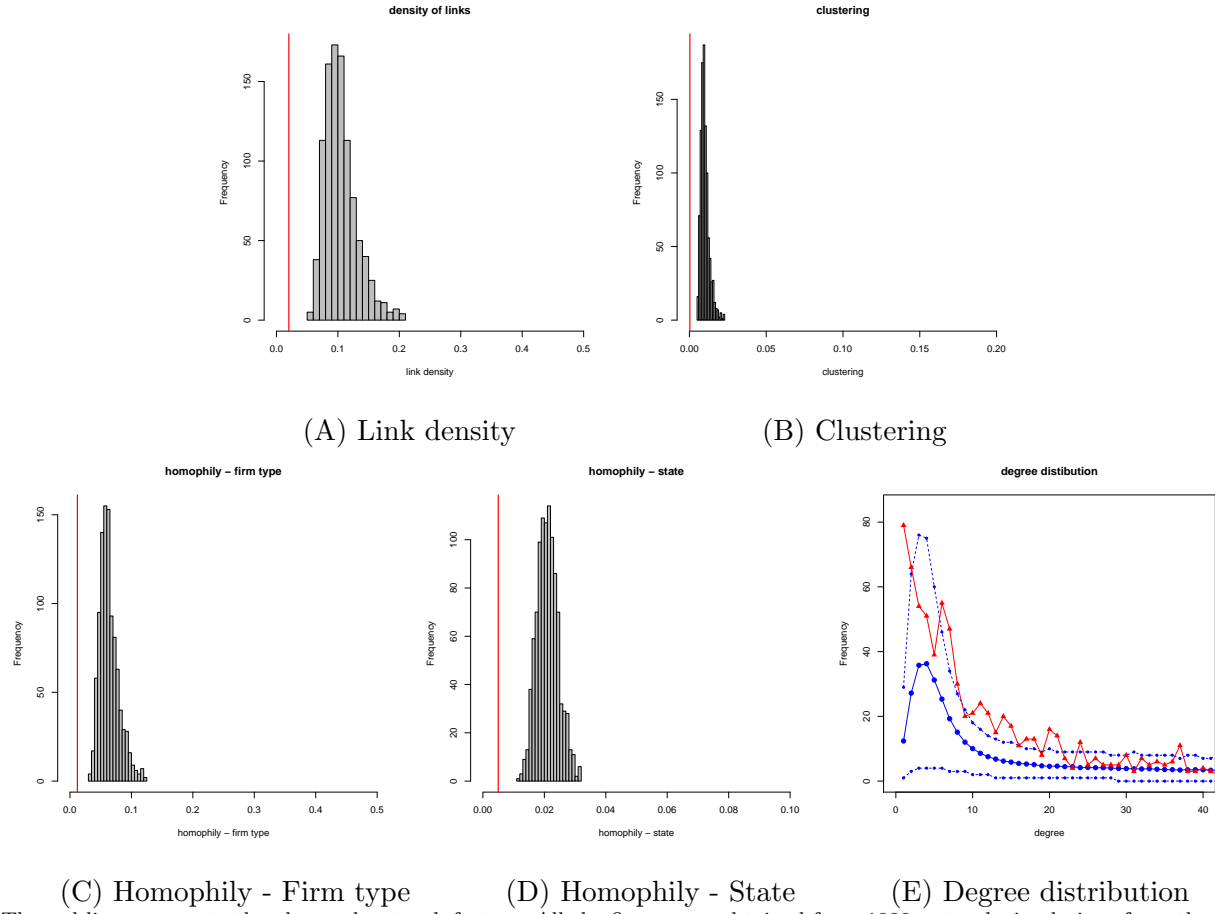 density of links
clustering
Frequency
0 50 100 150
0.0 0.1 0.2 0.3 0.4 0.5
link density
Frequency
0 50 100 150
0.00 0.05 0.10 0.15 0.20
clustering
(A) Link density
(B) Clustering
homophily – firm type
homophily – state
degree distibution
Frequency
0 50 100 150
0.0 0.1 0.2 0.3 0.4 0.5
homophily – firm type
Frequency
0 20 40 60 80 100
0.00 0.02 0.04 0.06 0.08 0.10
homophily – state
Frequency
0 20 40 60 80
0 10 20 30 40
degree
(C) Homophily - Firm type
(D) Homophily - State
(E) Degree distribution